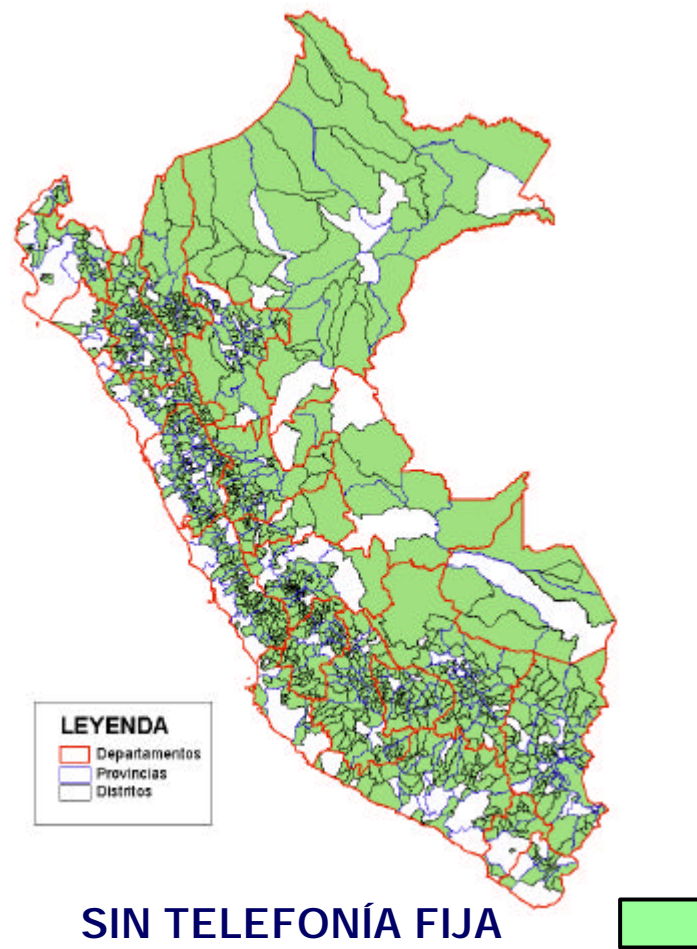 LEYENDA
Departamentos
Provincias
Distritos
SIN TELEFONÍA FIJA